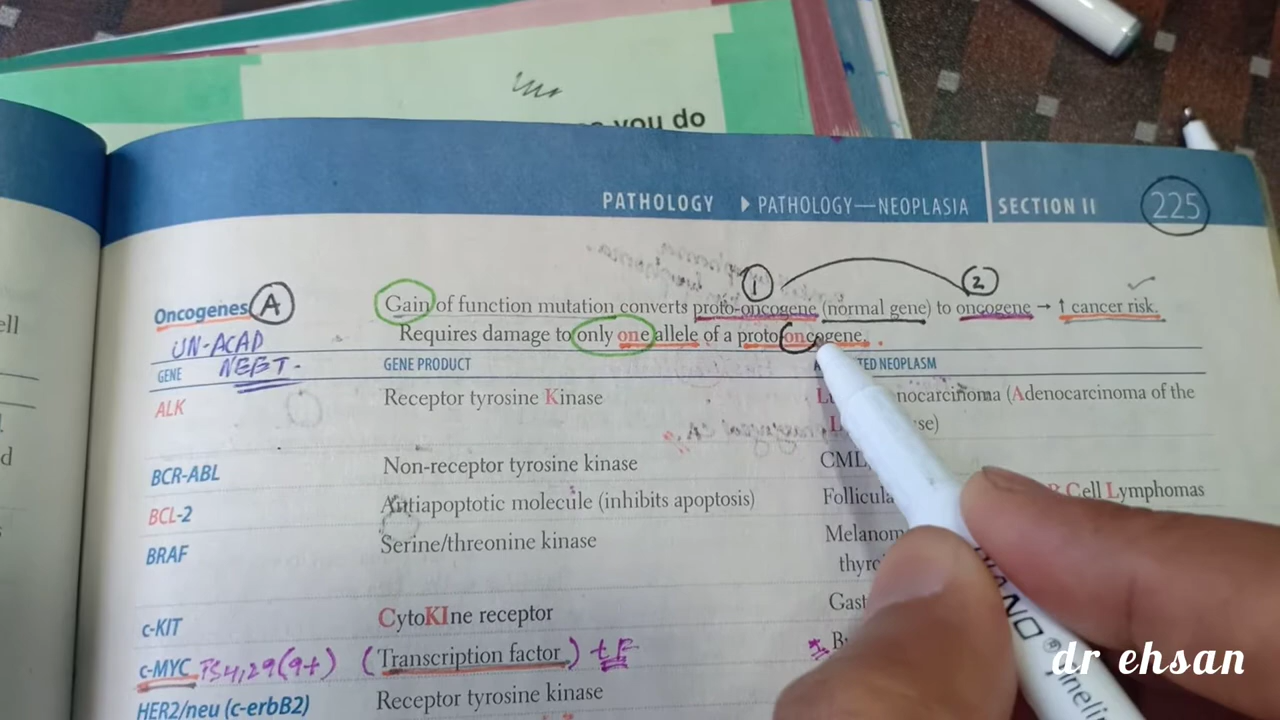 you do
PATHOLOGY ▶ PATHOLOGY—NEOPLASIA SECTION II 225
ell
d
Oncogenes A
1 2
Gain of function mutation converts proto-oncogene (normal gene) to oncogene → ↑ cancer risk.
Requires damage to only one allele of a proto-oncogene.
UN-ACAD
NEBT-
GENE GENE PRODUCT TED NEOPLASM
ALK Receptor tyrosine Kinase nocarcinoma (Adenocarcinoma of the
BCR-ABL Non-receptor tyrosine kinase CML,
BCL-2 Antiapoptotic molecule (inhibits apoptosis) Follicula Cell Lymphomas
BRAF Serine/threonine kinase Melanom
thyro
c-KIT CytoKIne receptor Gast
c-MYC (Transcription factor) tF B
HER2/neu (c-erbB2) Receptor tyrosine kinase
dr ehsan